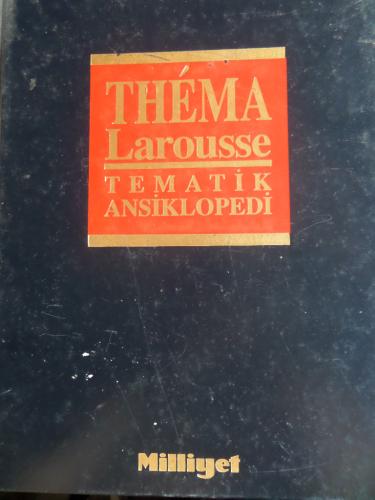 THÉMA
Larousse
TEMATİK
ANSİKLOPEDİ
Milliyet